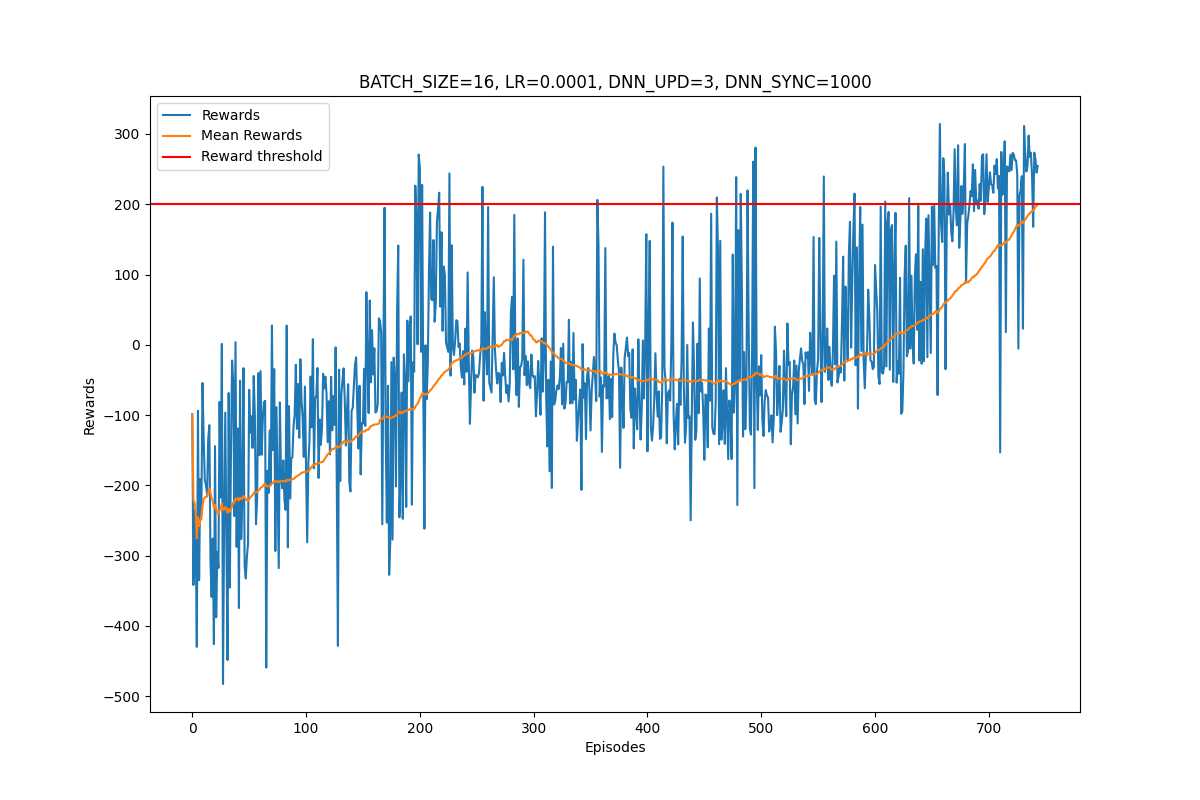 BATCH_SIZE=16, LR=0.0001, DNN_UPD=3, DNN_SYNC=1000
Rewards
Mean Rewards
Reward threshold
300
200
100
0
−100
−200
−300
−400
−500
Rewards
0 100 200 300 400 500 600 700
Episodes